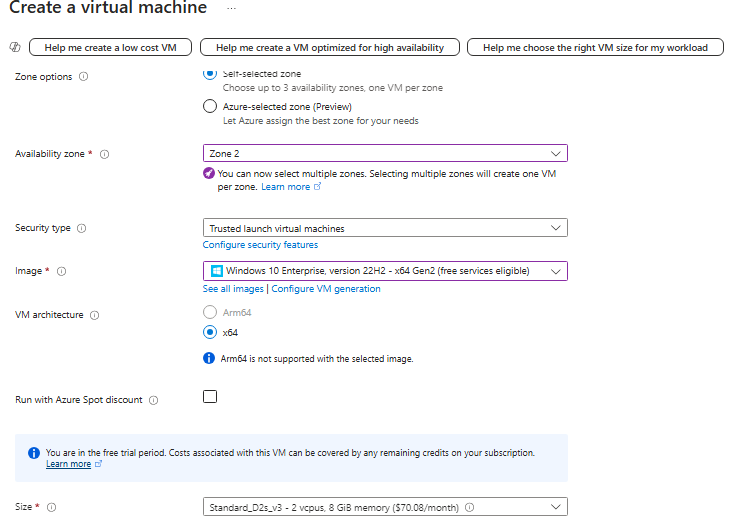 Create a virtual machine ...
Help me create a low cost VM
Help me create a VM optimized for high availability
Help me choose the right VM size for my workload
Zone options
Self-selected zone
Choose up to 3 availability zones, one VM per zone
Azure-selected zone (Preview)
Let Azure assign the best zone for your needs
Availability zone *
Zone 2
You can now select multiple zones. Selecting multiple zones will create one VM
per zone. Learn more
Security type
Trusted launch virtual machines
Configure security features
Image *
Windows 10 Enterprise, version 22H2 - x64 Gen2 (free services eligible)
See all images | Configure VM generation
VM architecture
Arm64
x64
Arm64 is not supported with the selected image.
Run with Azure Spot discount
You are in the free trial period. Costs associated with this VM can be covered by any remaining credits on your subscription.
Learn more
Size *
Standard_D2s_v3 - 2 vcpus, 8 GiB memory ($70.08/month)